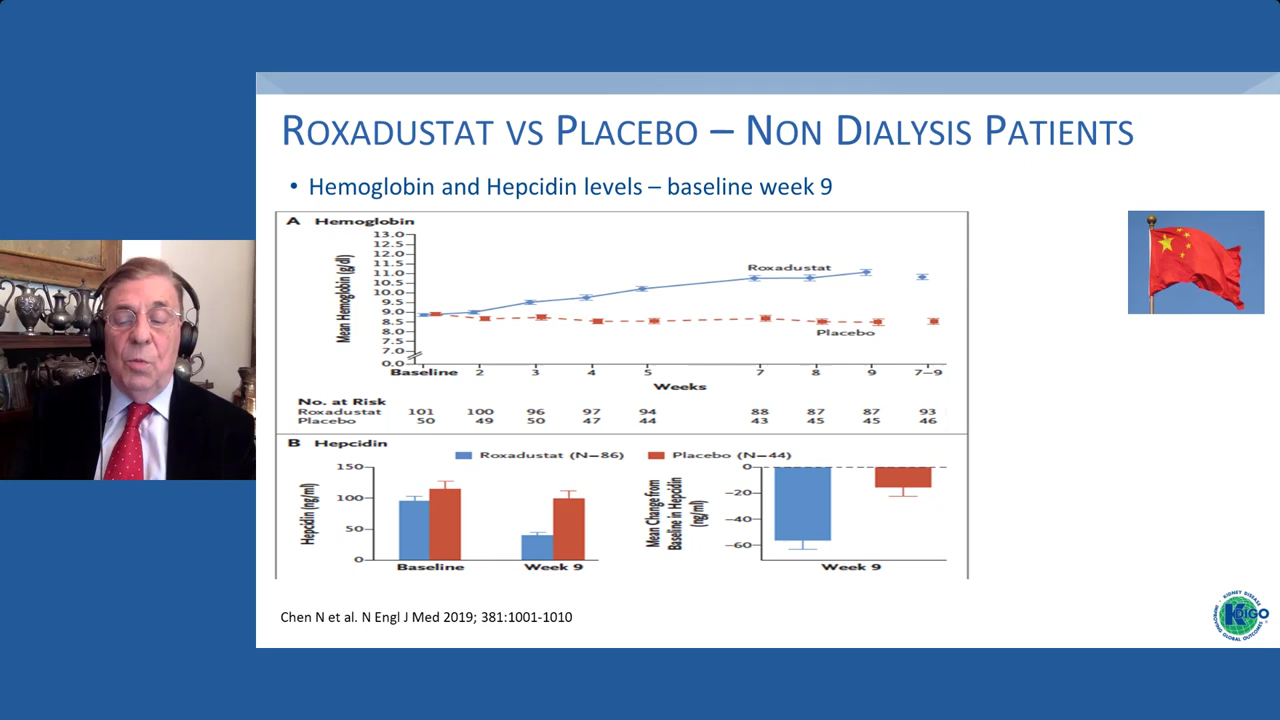 ROXADUSTAT VS PLACEBO – NON DIALYSIS PATIENTS
• Hemoglobin and Hepcidin levels – baseline week 9
A Hemoglobin
Mean Hemoglobin (g/dl)
13.0
12.5
12.0
11.5
11.0
10.5
10.0
9.5
9.0
8.5
8.0
7.5
7.0
0.0
Roxadustat
Placebo
Baseline 2 3 4 5 7 8 9 7–9
Weeks
No. at Risk
Roxadustat 101 100 96 97 94 88 87 87 93
Placebo 50 49 50 47 44 43 45 45 46
B Hepcidin
Roxadustat (N=86) Placebo (N=44)
Hepcidin (ng/ml)
150
100
50
0
Baseline Week 9
Mean Change from
Baseline in Hepcidin
(ng/ml)
0
−20
−40
−60
Week 9
Chen N et al. N Engl J Med 2019; 381:1001-1010
KIDNEY DISEASE
KDIGO
IMPROVING GLOBAL OUTCOMES